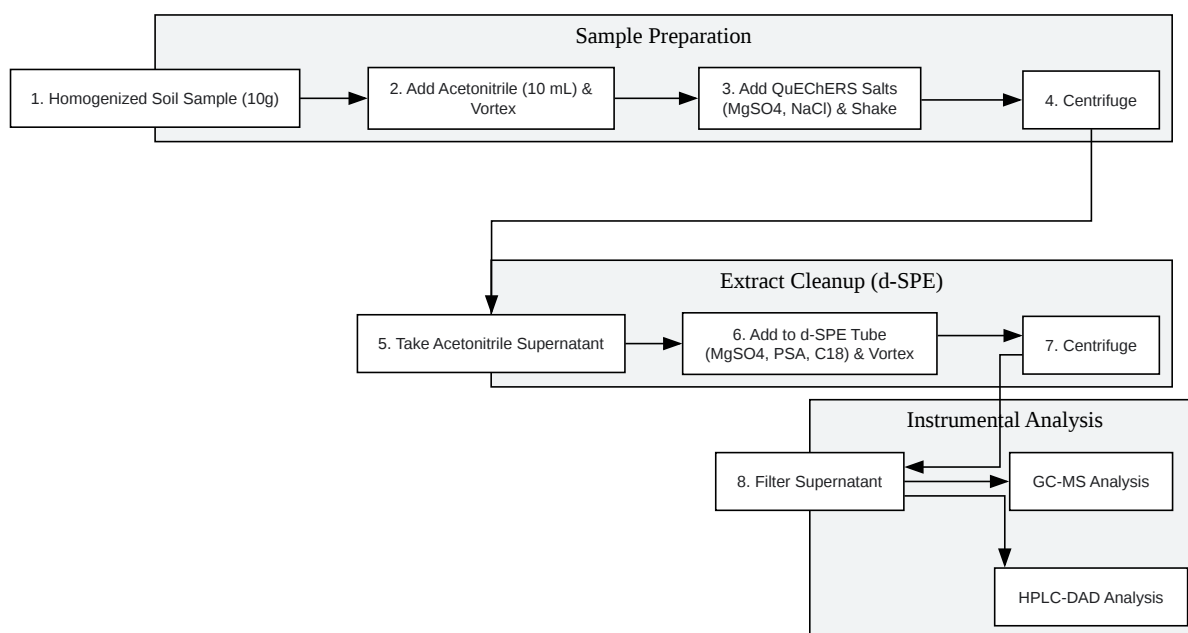 Sample Preparation
1. Homogenized Soil Sample (10g)
2. Add Acetonitrile (10 mL) &
Vortex
3. Add QuEChERS Salts
(MgSO4, NaCl) & Shake
4. Centrifuge
Extract Cleanup (d-SPE)
5. Take Acetonitrile Supernatant
6. Add to d-SPE Tube
(MgSO4, PSA, C18) & Vortex
7. Centrifuge
Instrumental Analysis
8. Filter Supernatant
GC-MS Analysis
HPLC-DAD Analysis